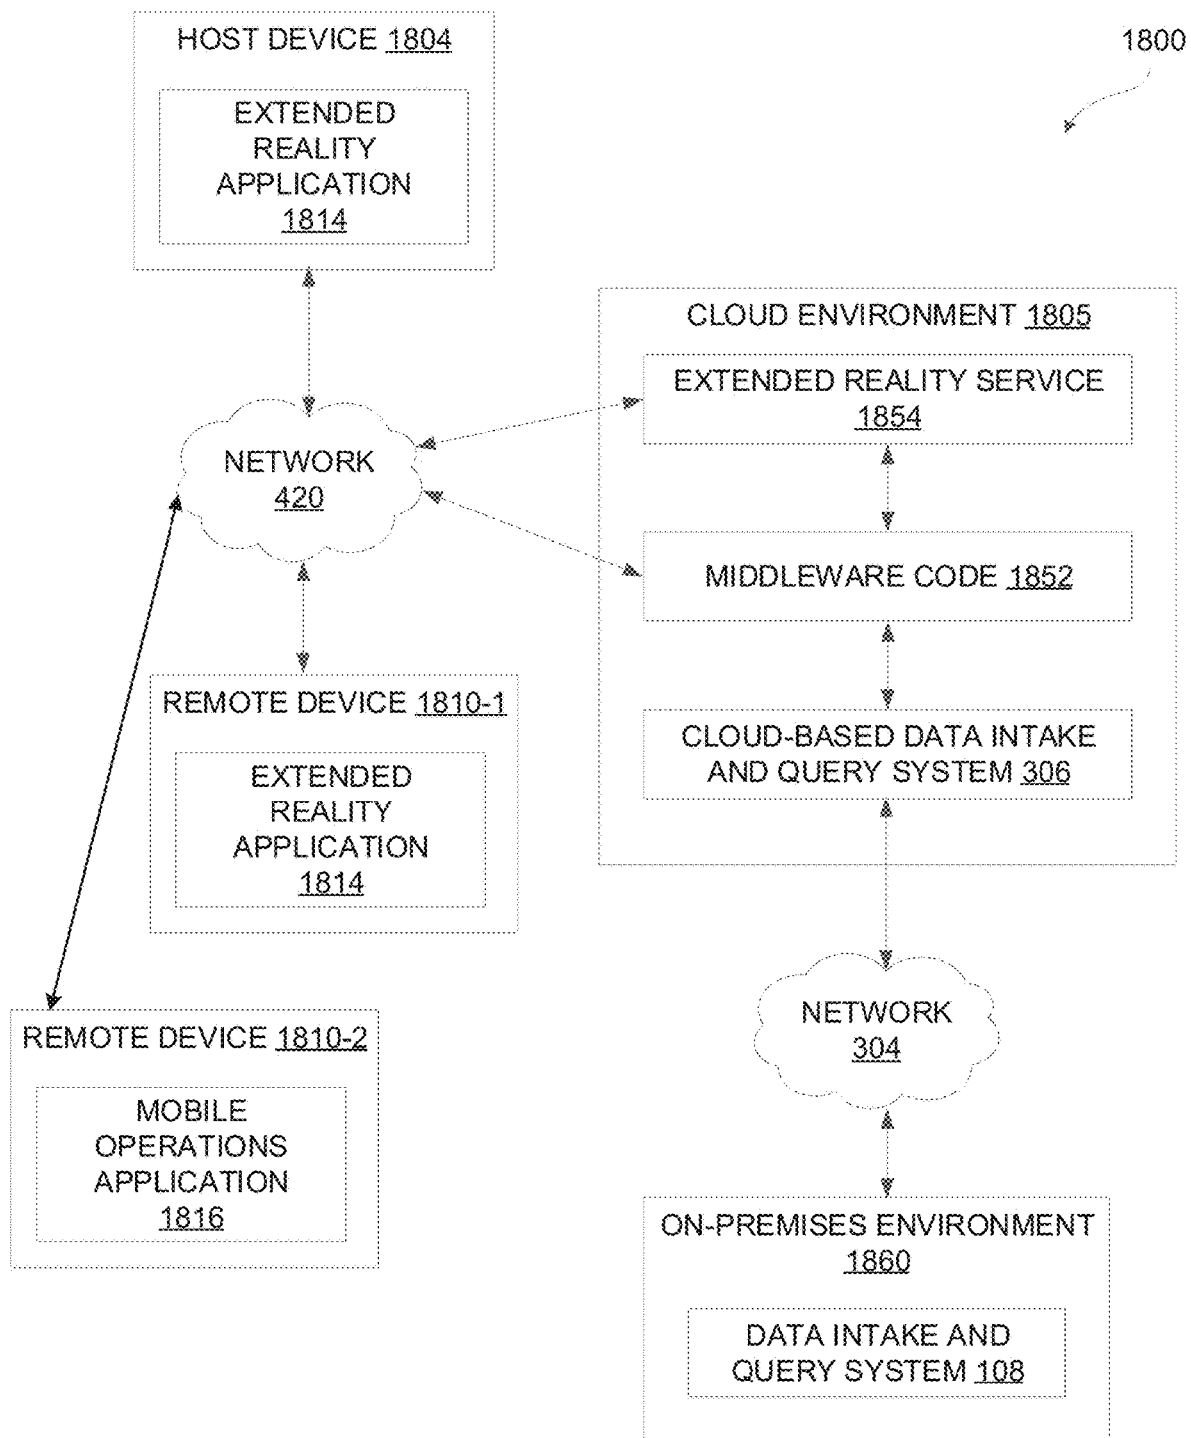 HOST DEVICE 1804
EXTENDED
REALITY
APPLICATION
1814
1800
CLOUD ENVIRONMENT 1805
EXTENDED REALITY SERVICE
1854
NETWORK
420
MIDDLEWARE CODE 1852
REMOTE DEVICE 1810-1
EXTENDED
REALITY
APPLICATION
1814
CLOUD-BASED DATA INTAKE
AND QUERY SYSTEM 306
REMOTE DEVICE 1810-2
MOBILE
OPERATIONS
APPLICATION
1816
NETWORK
304
ON-PREMISES ENVIRONMENT
1860
DATA INTAKE AND
QUERY SYSTEM 108